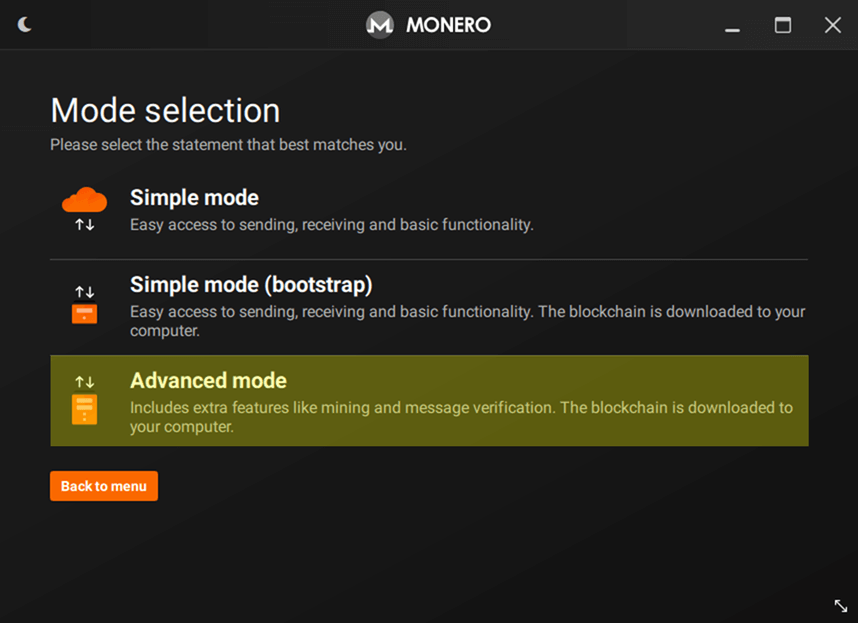 MONERO
Mode selection
Please select the statement that best matches you.
Simple mode
Easy access to sending, receiving and basic functionality.
Simple mode (bootstrap)
Easy access to sending, receiving and basic functionality. The blockchain is downloaded to your
computer.
Advanced mode
Includes extra features like mining and message verification. The blockchain is downloaded to
your computer.
Back to menu